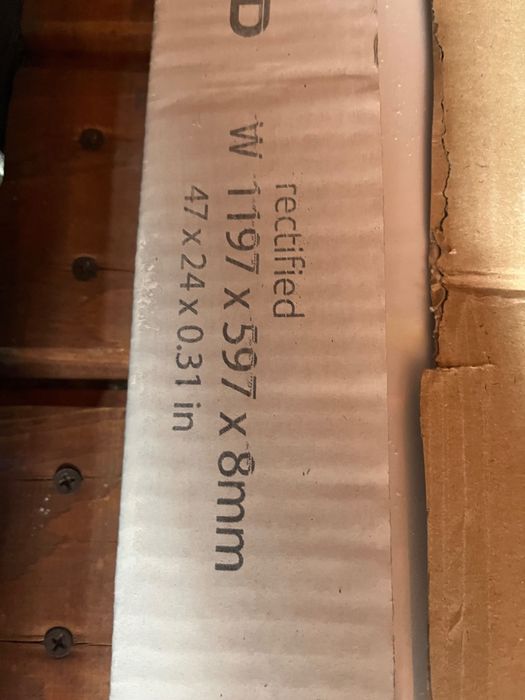 rectified
W 1197 x 597 x 8mm
47 x 24 x 0.31 in